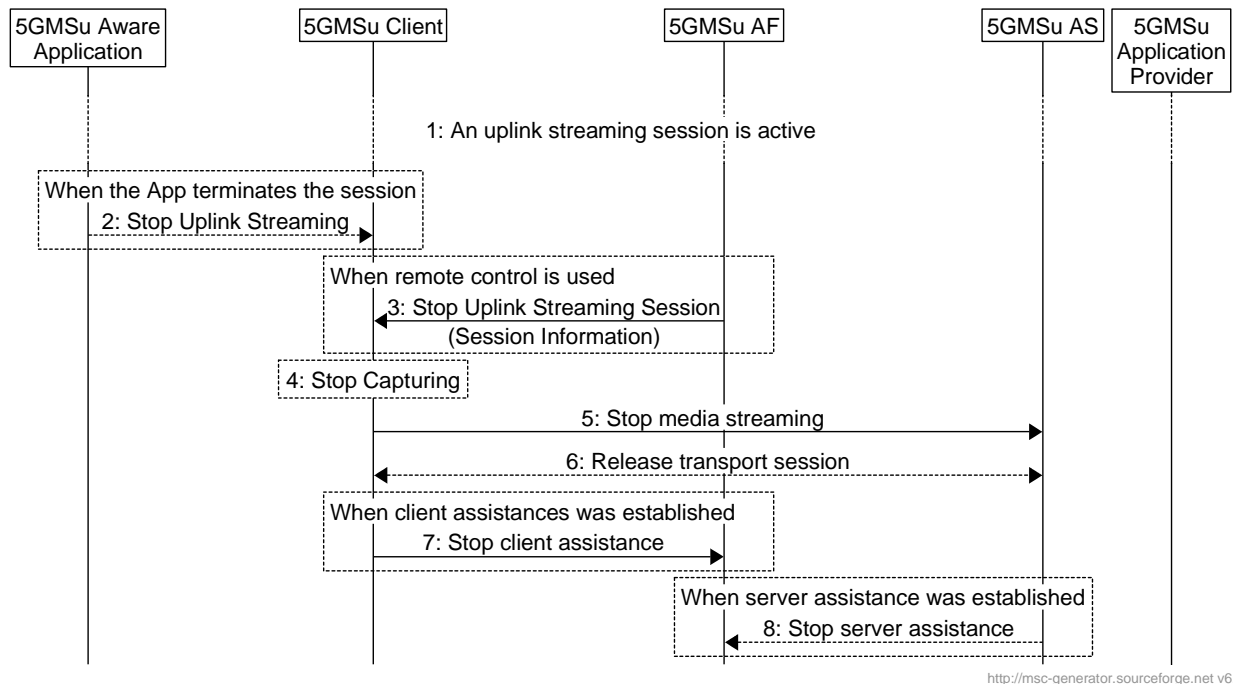 5GMSu Aware
Application
5GMSu Client
5GMSu AF
5GMSu AS
5GMSu
Application
Provider
1: An uplink streaming session is active
When the App terminates the session
2: Stop Uplink Streaming
When remote control is used
3: Stop Uplink Streaming Session
(Session Information)
4: Stop Capturing
5: Stop media streaming
6: Release transport session
When client assistances was established
7: Stop client assistance
When server assistance was established
8: Stop server assistance
http://msc-generator.sourceforge.net v6